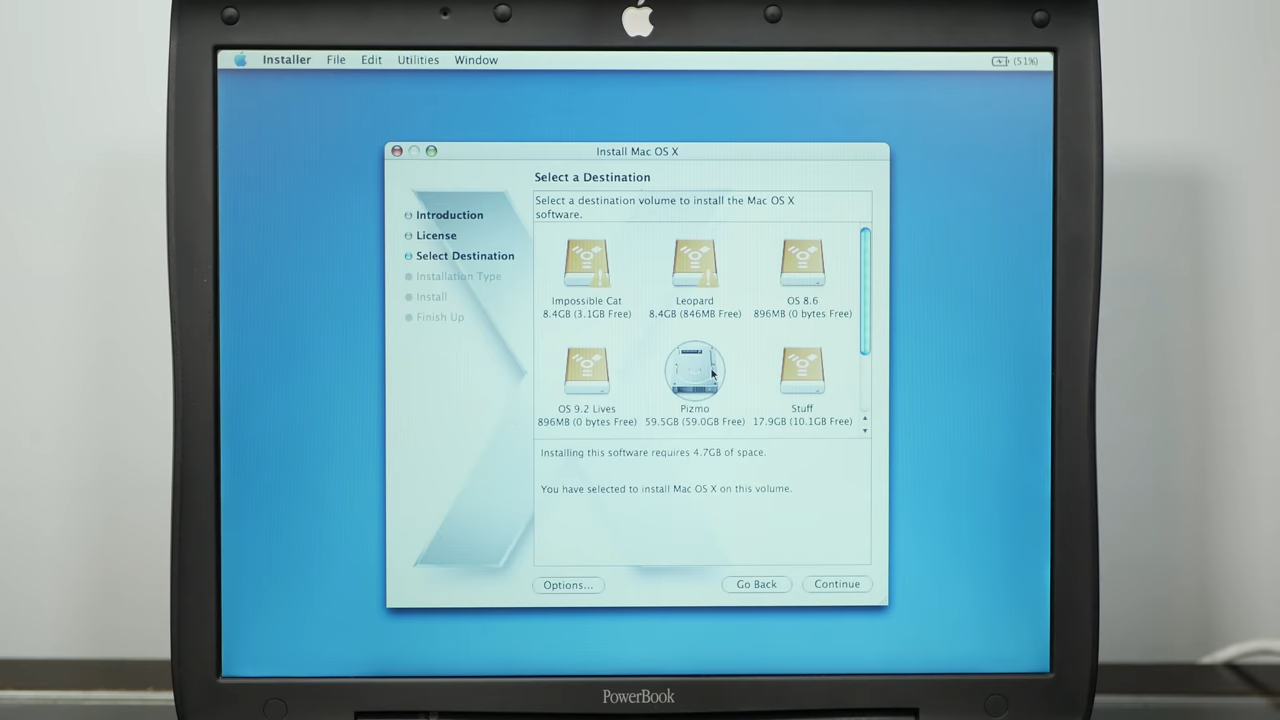 Installer File Edit Utilities Window (51%)
Install Mac OS X
Select a Destination
Select a destination volume to install the Mac OS X
software.
Introduction
License
Select Destination
Installation Type
Install
Finish Up
Impossible Cat
8.4GB (3.1GB Free)
Leopard
8.4GB (846MB Free)
OS 8.6
896MB (0 bytes Free)
OS 9.2 Lives
896MB (0 bytes Free)
Pizmo
59.5GB (59.0GB Free)
Stuff
17.9GB (10.1GB Free)
Installing this software requires 4.7GB of space.
You have selected to install Mac OS X on this volume.
Options... Go Back Continue
PowerBook